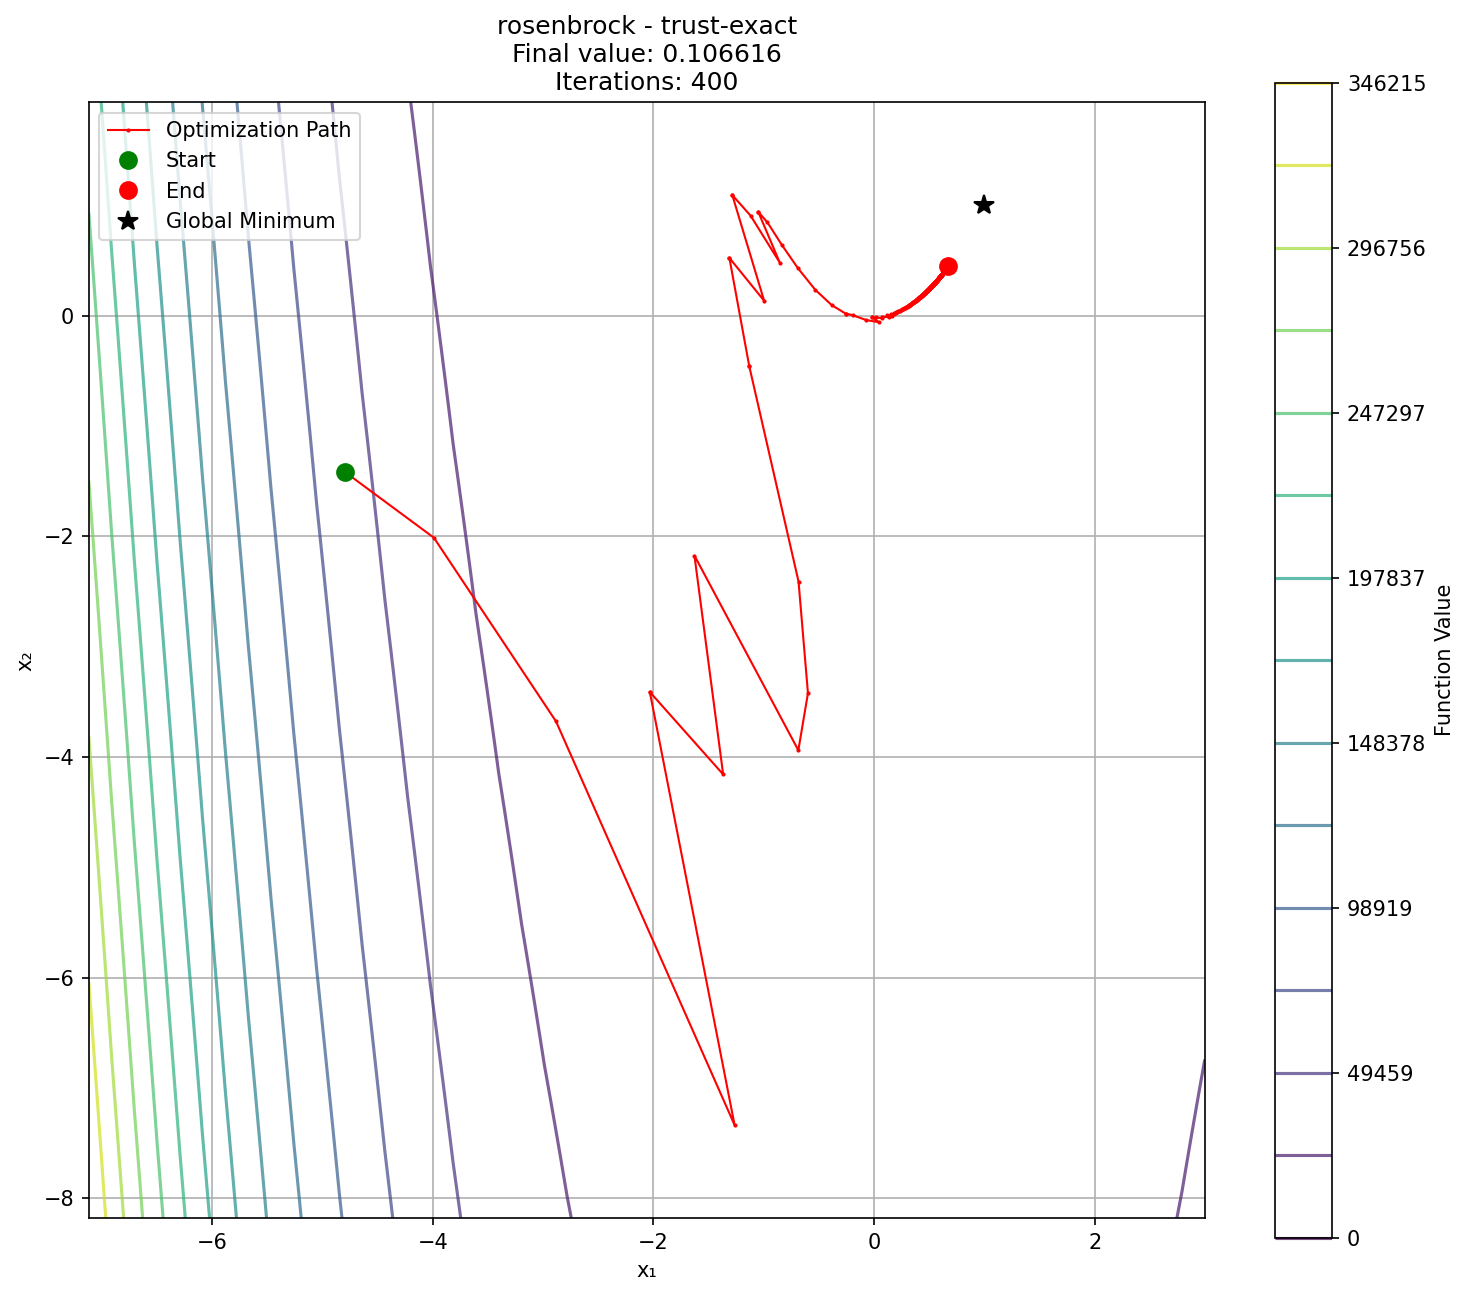 rosenbrock - trust-exact
Final value: 0.106616
Iterations: 400
Optimization Path
Start
End
Global Minimum
0
−2
−4
−6
−8
x₂
−6
−4
−2
0
2
x₁
346215
296756
247297
197837
148378
98919
49459
0
Function Value